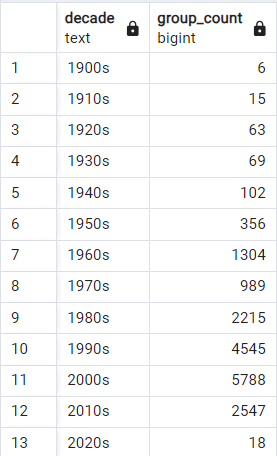 decade group_count
text bigint
1 1900s 6
2 1910s 15
3 1920s 63
4 1930s 69
5 1940s 102
6 1950s 356
7 1960s 1304
8 1970s 989
9 1980s 2215
10 1990s 4545
11 2000s 5788
12 2010s 2547
13 2020s 18